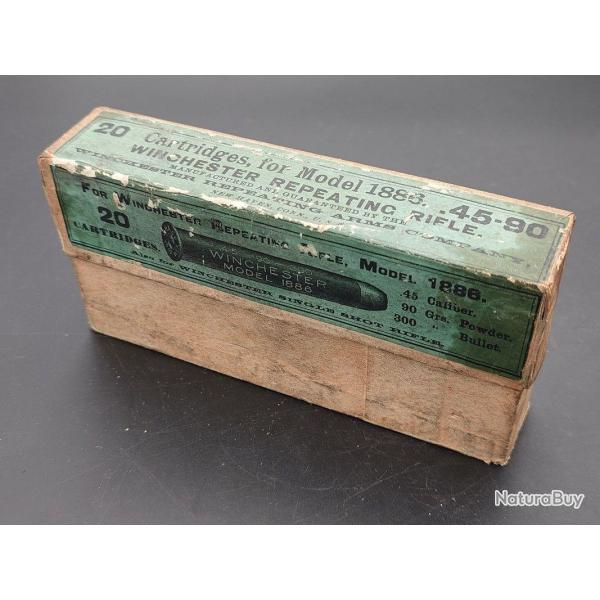 20 Cartridges, for Model 1886. 45-90
WINCHESTER REPEATING RIFLE.
MANUFACTURED AND GUARANTEED BY THE
WINCHESTER REPEATING ARMS COMPANY,
NEW HAVEN, CONN.
FOR WINCHESTER REPEATING RIFLE, MODEL 1886.
20
CARTRIDGES.
WINCHESTER
MODEL 1886
.45 Caliber.
90 Grs. Powder.
300 " Bullet.
Also for WINCHESTER SINGLE SHOT RIFLE.
NaturaBuy